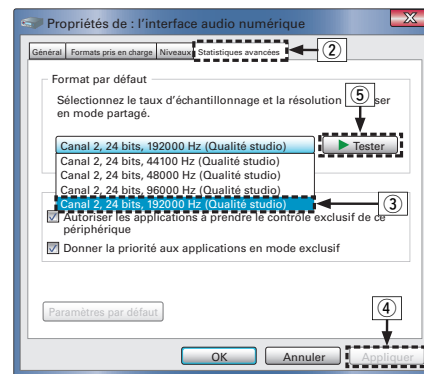 Propriétés de : l'interface audio numérique
X
Général Formats pris en charge Niveaux Statistiques avancées
2
Format par défaut
5
Sélectionnez le taux d'échantillonnage et la résolution ser
en mode partagé.
Canal 2, 24 bits, 192000 Hz (Qualité studio)
Tester
Canal 2, 24 bits, 44100 Hz (Qualité studio)
Canal 2, 24 bits, 48000 Hz (Qualité studio)
Canal 2, 24 bits, 96000 Hz (Qualité studio)
Canal 2, 24 bits, 192000 Hz (Qualité studio)
3
Autoriser les applications à prendre le contrôle exclusif de ce
périphérique
Donner la priorité aux applications en mode exclusif
4
Paramètres par défaut
OK Annuler Appliquer